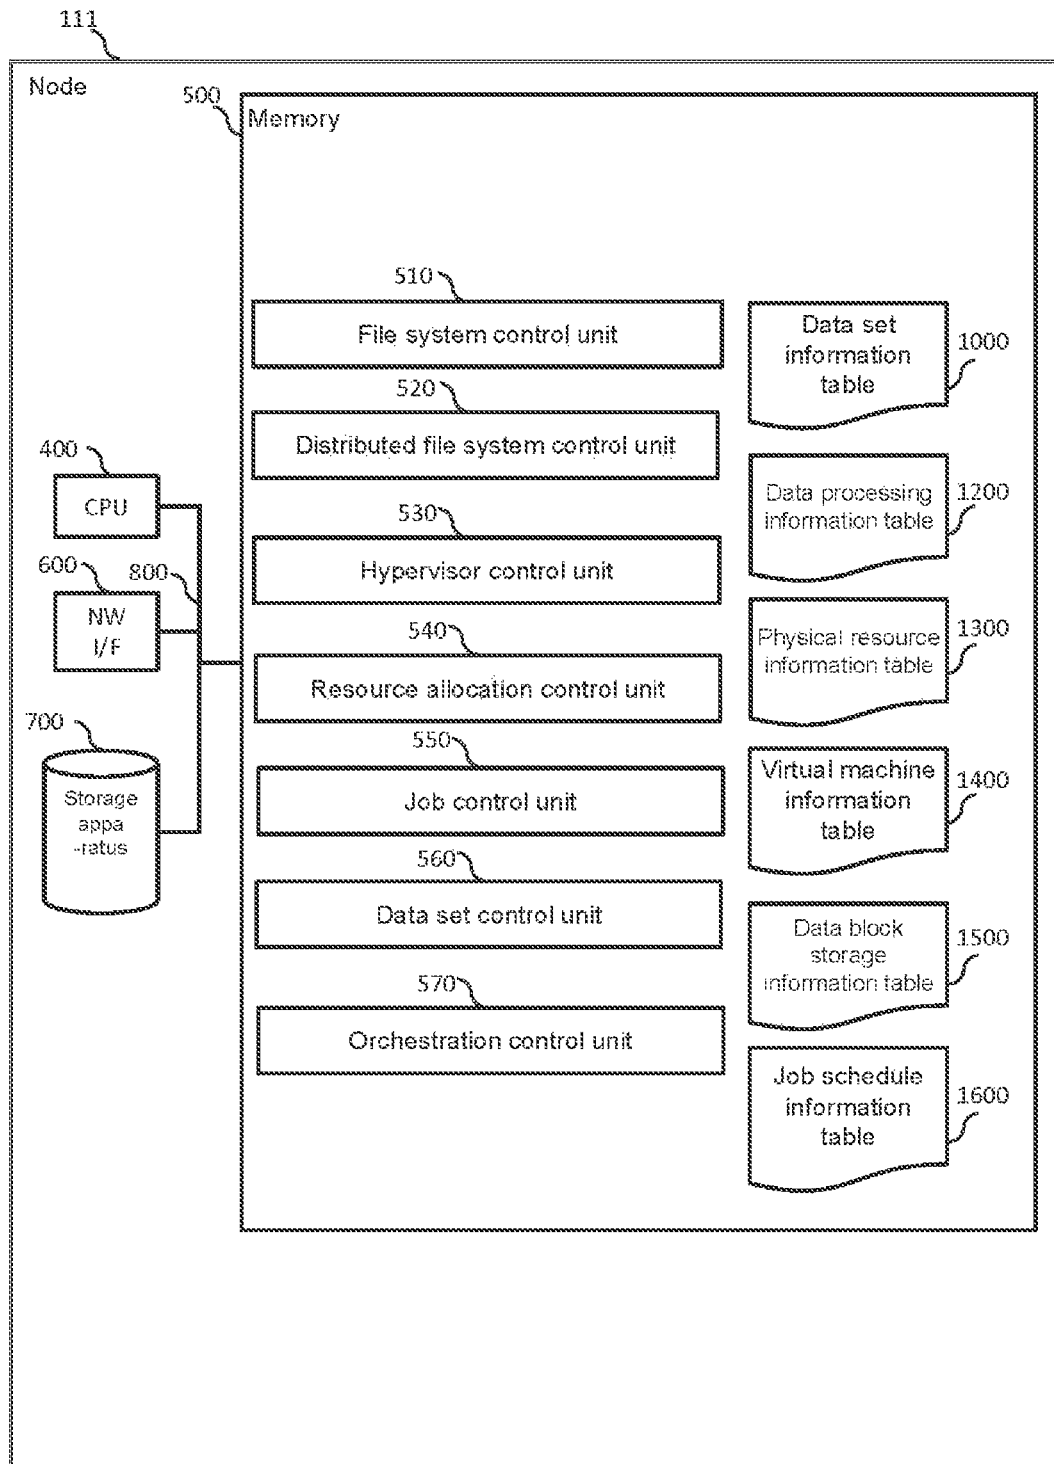 111
Node
500
Memory
510
File system control unit
Data set
information
table
1000
520
Distributed file system control unit
400
CPU
Data processing
information table
1200
530
Hypervisor control unit
600
800
NW
I/F
540
Resource allocation control unit
Physical resource
information table
1300
700
Storage
appa
-ratus
550
Job control unit
Virtual machine
information
table
1400
560
Data set control unit
Data block
storage
information table
1500
570
Orchestration control unit
Job schedule
information
table
1600